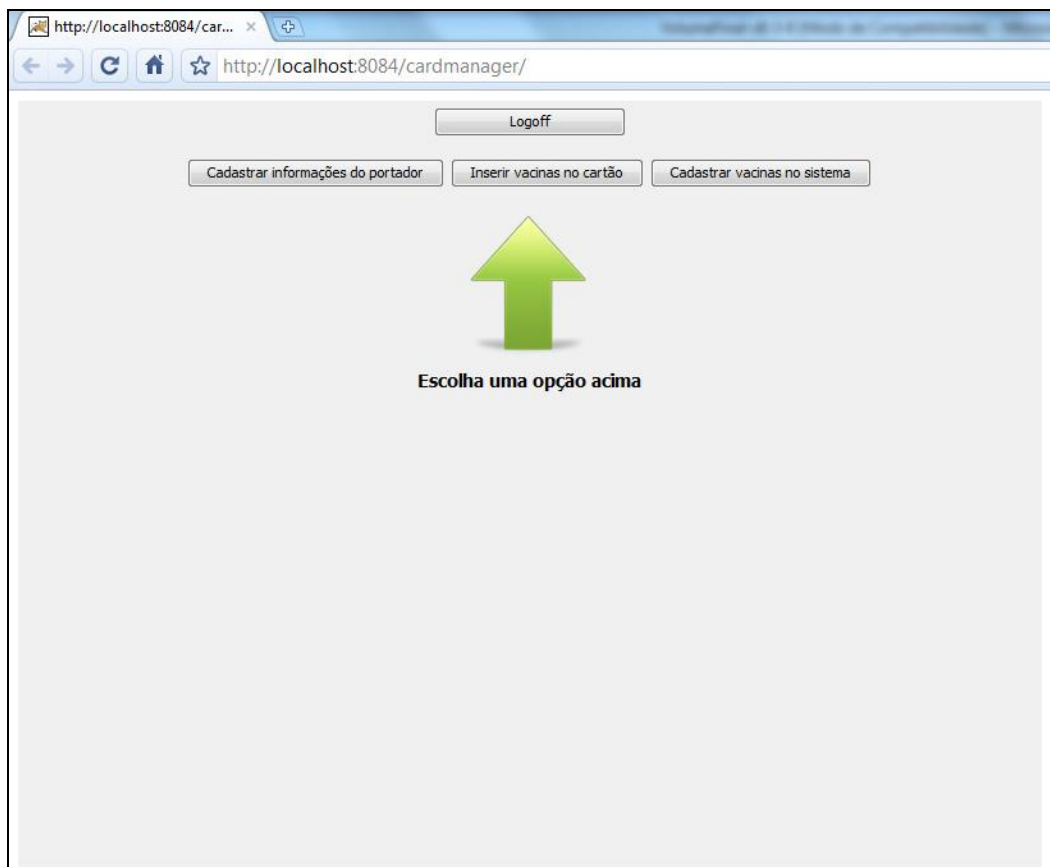 http://localhost:8084/car...
http://localhost:8084/cardmanager/
Logoff
Cadastrar informações do portador Inserir vacinas no cartão Cadastrar vacinas no sistema
Escolha uma opção acima